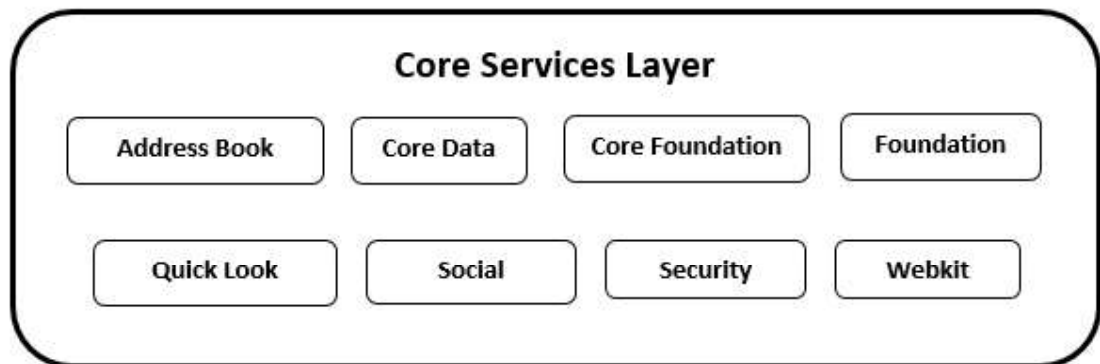 Core Services Layer
Address Book
Core Data
Core Foundation
Foundation
Quick Look
Social
Security
Webkit